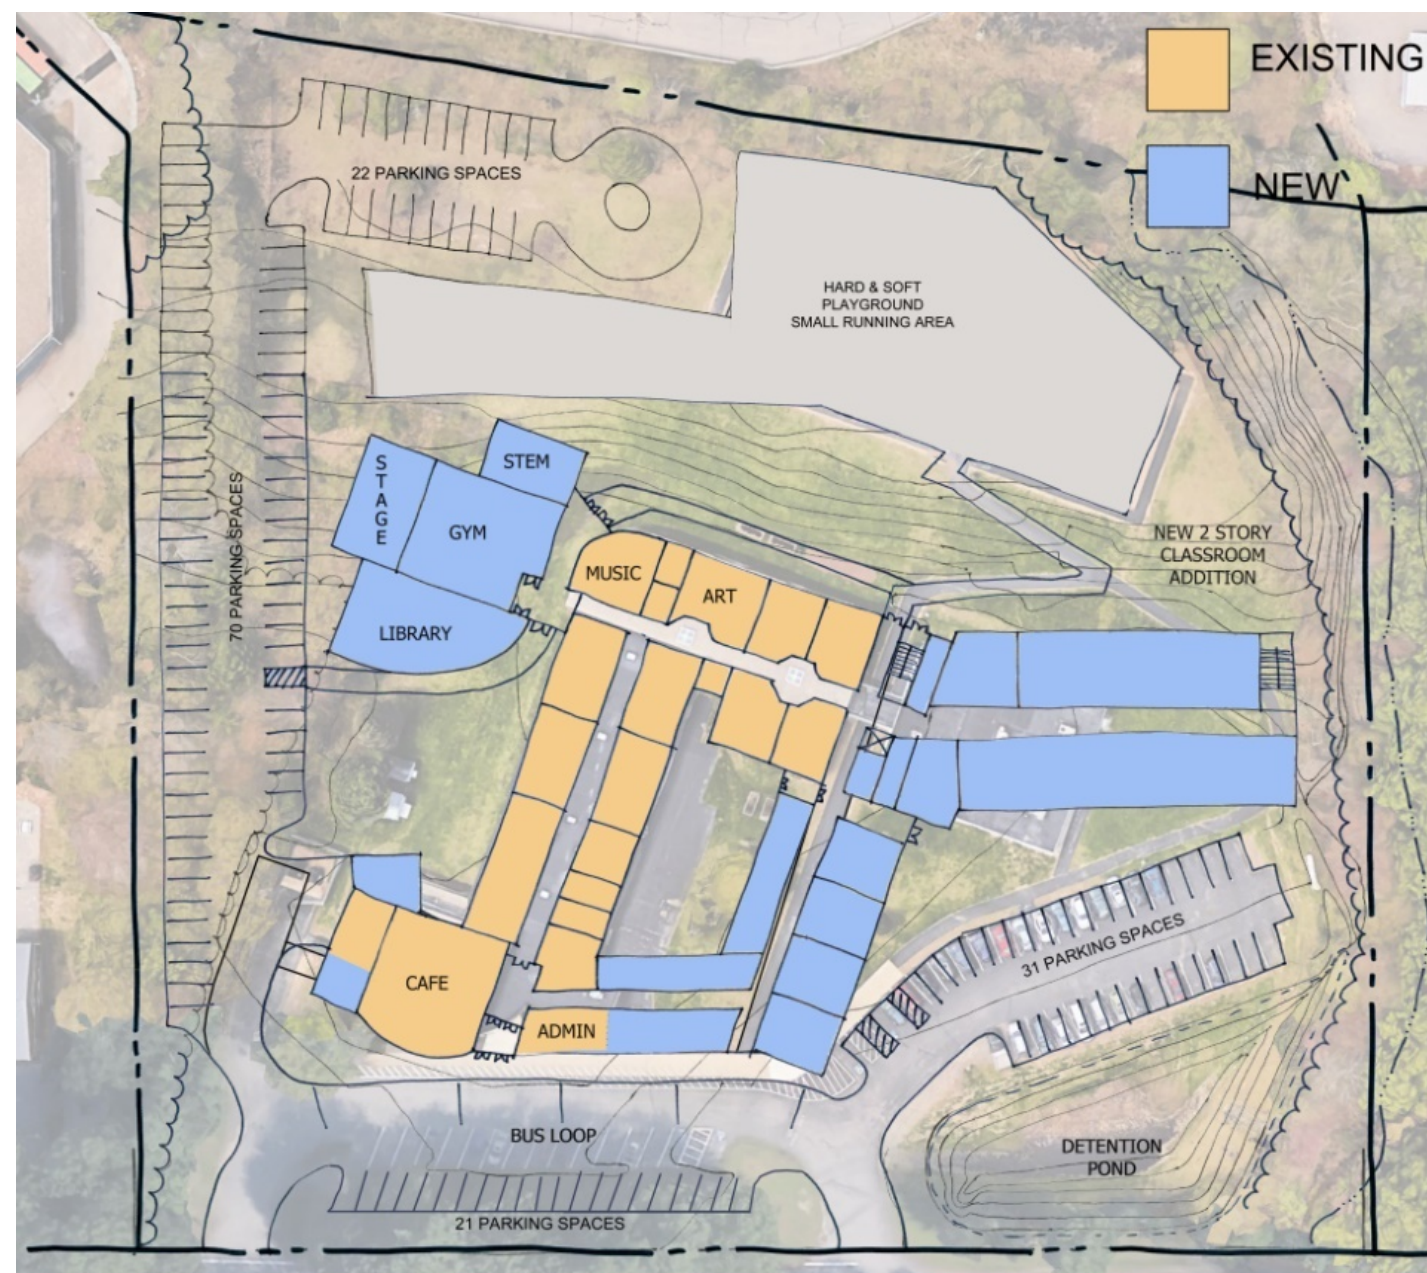 EXISTING
NEW
22 PARKING SPACES
HARD & SOFT
PLAYGROUND
SMALL RUNNING AREA
STAGE
STEM
GYM
LIBRARY
70 PARKING SPACES
MUSIC
ART
NEW 2 STORY
CLASSROOM
ADDITION
CAFE
ADMIN
31 PARKING SPACES
BUS LOOP
DETENTION
POND
21 PARKING SPACES